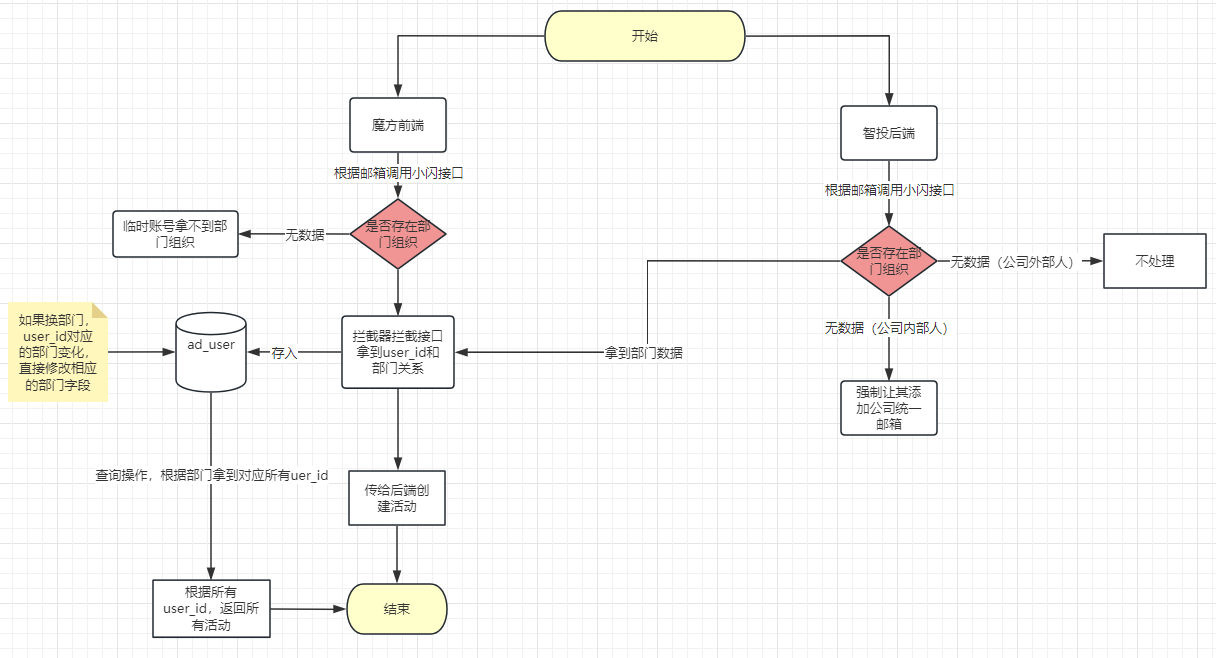 开始
魔方前端
智投后端
根据邮箱调用小闪接口
根据邮箱调用小闪接口
是否存在部
门组织
无数据
临时账号拿不到部
门组织
是否存在部
门组织
无数据（公司外部人）
不处理
无数据（公司内部人）
如果换部门，
user_id对应
的部门变化，
直接修改相应
的部门字段
ad_user
存入
拦截器拦截接口
拿到user_id和
部门关系
拿到部门数据
强制让其添
加公司统一
邮箱
查询操作，根据部门拿到对应所有uer_id
传给后端创
建活动
根据所有
user_id，返回所
有活动
结束